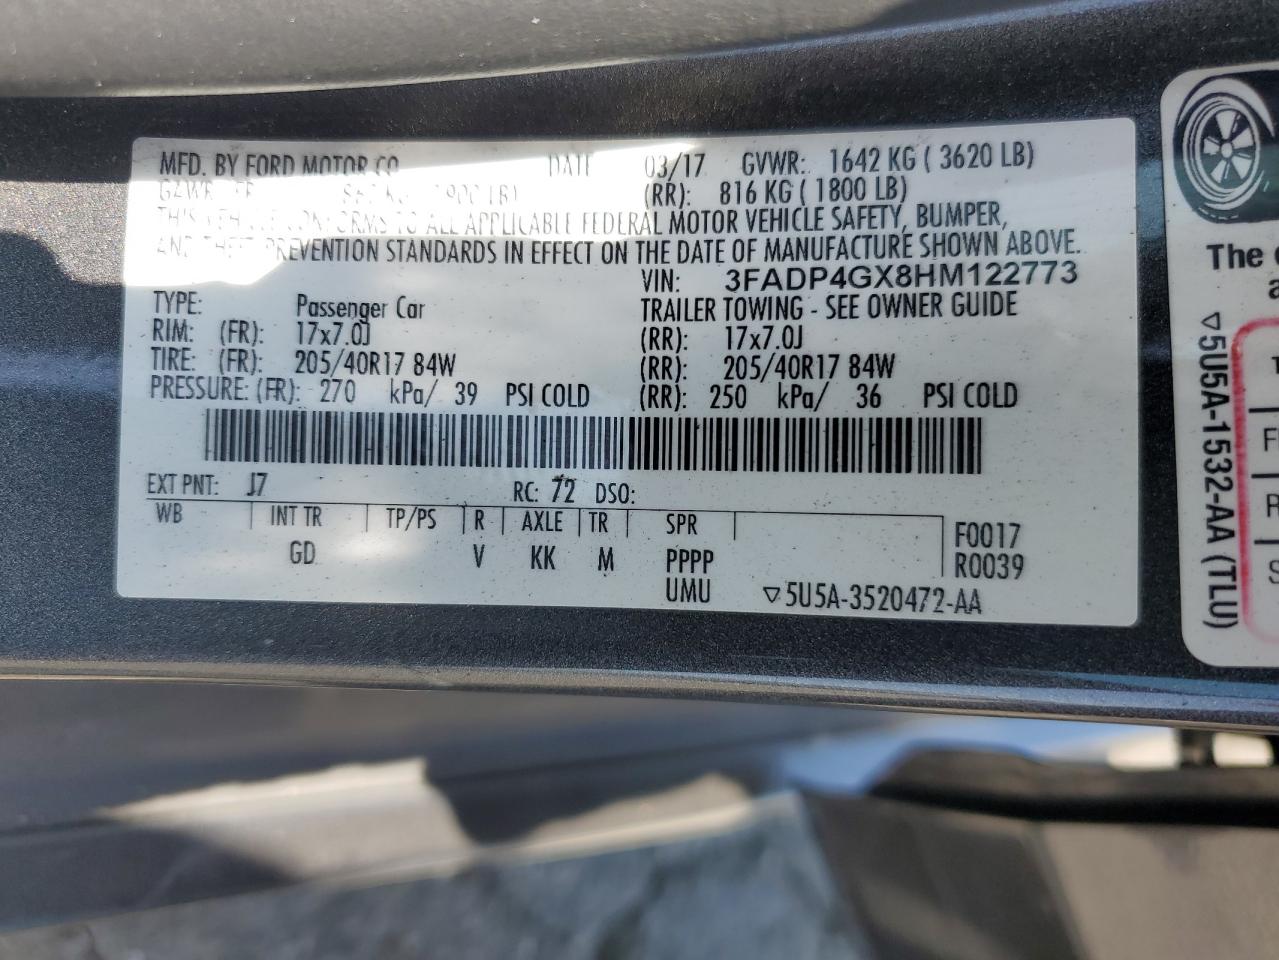 MFD. BY FORD MOTOR CO. DATE 03/17 GVWR: 1642 KG ( 3620 LB)
(RR): 816 KG ( 1800 LB)
THIS VEHICLE CONFORMS TO ALL APPLICABLE FEDERAL MOTOR VEHICLE SAFETY, BUMPER,
AND THEFT PREVENTION STANDARDS IN EFFECT ON THE DATE OF MANUFACTURE SHOWN ABOVE.
VIN: 3FADP4GX8HM122773
TYPE: Passenger Car TRAILER TOWING - SEE OWNER GUIDE
RIM: (FR): 17x7.0J (RR): 17x7.0J
TIRE: (FR): 205/40R17 84W (RR): 205/40R17 84W
PRESSURE: (FR): 270 kPa/ 39 PSI COLD (RR): 250 kPa/ 36 PSI COLD
EXT PNT: J7 RC: 72 DSO:
WB INT TR TP/PS R AXLE TR SPR F0017
GD V KK M PPPP R0039
UMU ▽5U5A-3520472-AA
The
▽5U5A-1532-AA (TLU)
F
R
S